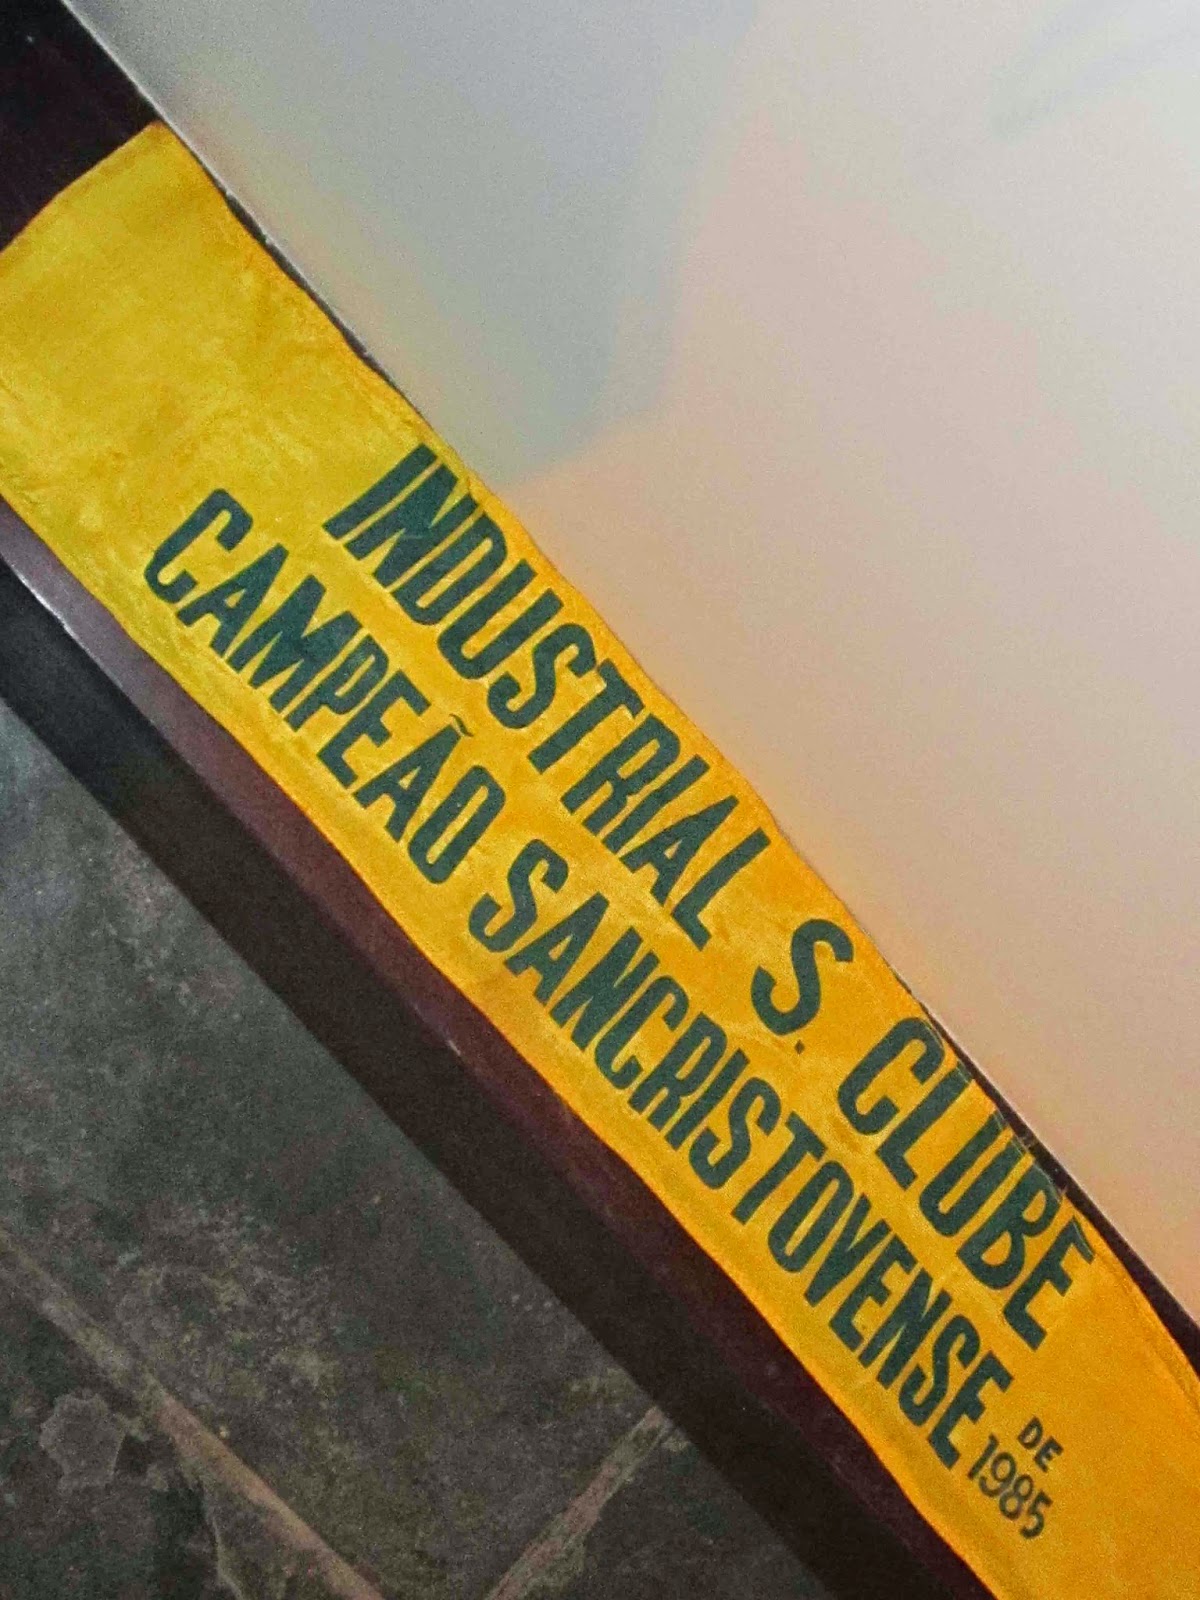 INDUSTRIAL S. CLUBE
CAMPEÃO SANCRISTOVENSE DE 1985